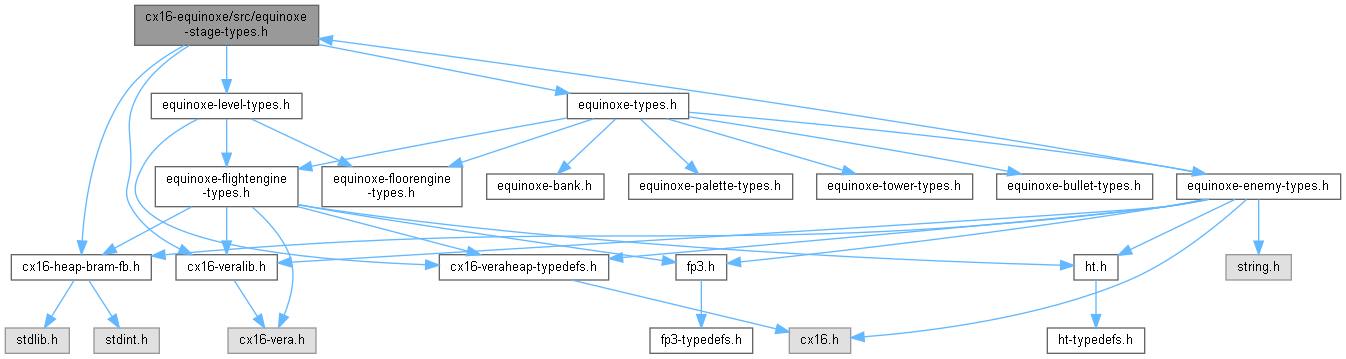 cx16-equinoxe/src/equinoxe
-stage-types.h
equinoxe-level-types.h
equinoxe-types.h
equinoxe-flightengine
-types.h
equinoxe-floorengine
-types.h
equinoxe-bank.h
equinoxe-palette-types.h
equinoxe-tower-types.h
equinoxe-bullet-types.h
equinoxe-enemy-types.h
cx16-heap-bram-fb.h
cx16-veralib.h
cx16-veraheap-typedefs.h
fp3.h
ht.h
string.h
stdlib.h
stdint.h
cx16-vera.h
fp3-typedefs.h
cx16.h
ht-typedefs.h